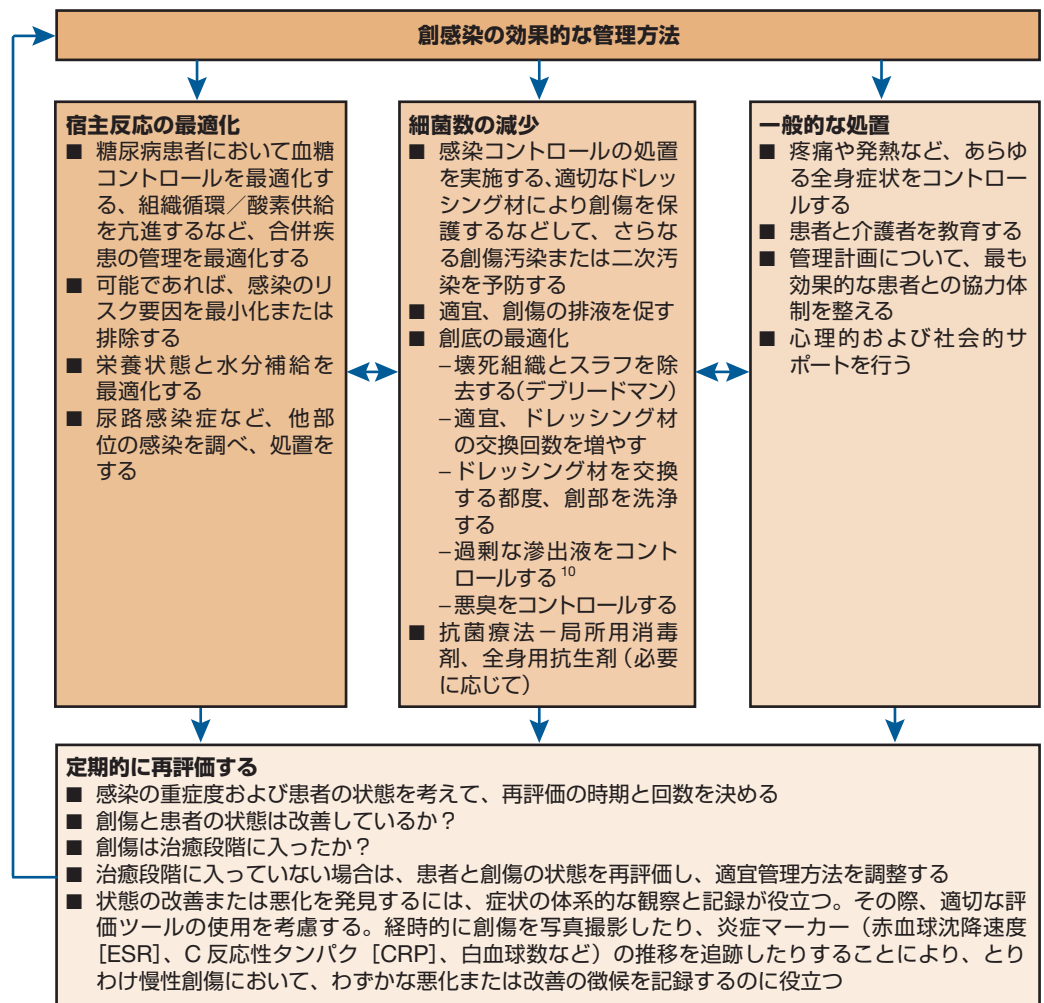 創感染の効果的な管理方法
宿主反応の最適化
■ 糖尿病患者において血糖
コントロールを最適化す
る、組織循環／酸素供給
を亢進するなど、合併疾
患の管理を最適化する
■ 可能であれば、感染のリ
スク要因を最小化または
排除する
■ 栄養状態と水分補給を
最適化する
■ 尿路感染症など、他部
位の感染を調べ、処置を
する
細菌数の減少
■ 感染コントロールの処置
を実施する、適切なドレッ
シング材により創傷を保
護するなどして、さらな
る創傷汚染または二次汚
染を予防する
■ 適宜、創傷の排液を促す
■ 創底の最適化
–壊死組織とスラフを除
去する（デブリードマン）
–適宜、ドレッシング材
の交換回数を増やす
–ドレッシング材を交換
する都度、創部を洗浄
する
–過剰な滲出液をコント
ロールする10
–悪臭をコントロールする
■ 抗菌療法－局所用消毒
剤、全身用抗生剤（必要
に応じて）
一般的な処置
■ 疼痛や発熱など、あらゆ
る全身症状をコントロー
ルする
■ 患者と介護者を教育する
■ 管理計画について、最も
効果的な患者との協力体
制を整える
■ 心理的および社会的サ
ポートを行う
定期的に再評価する
■ 感染の重症度および患者の状態を考えて、再評価の時期と回数を決める
■ 創傷と患者の状態は改善しているか？
■ 創傷は治癒段階に入ったか？
■ 治癒段階に入っていない場合は、患者と創傷の状態を再評価し、適宜管理方法を調整する
■ 状態の改善または悪化を発見するには、症状の体系的な観察と記録が役立つ。その際、適切な評
価ツールの使用を考慮する。経時的に創傷を写真撮影したり、炎症マーカー（赤血球沈降速度
［ESR］、C 反応性タンパク［CRP］、白血球数など）の推移を追跡したりすることにより、とり
わけ慢性創傷において、わずかな悪化または改善の徴候を記録するのに役立つ